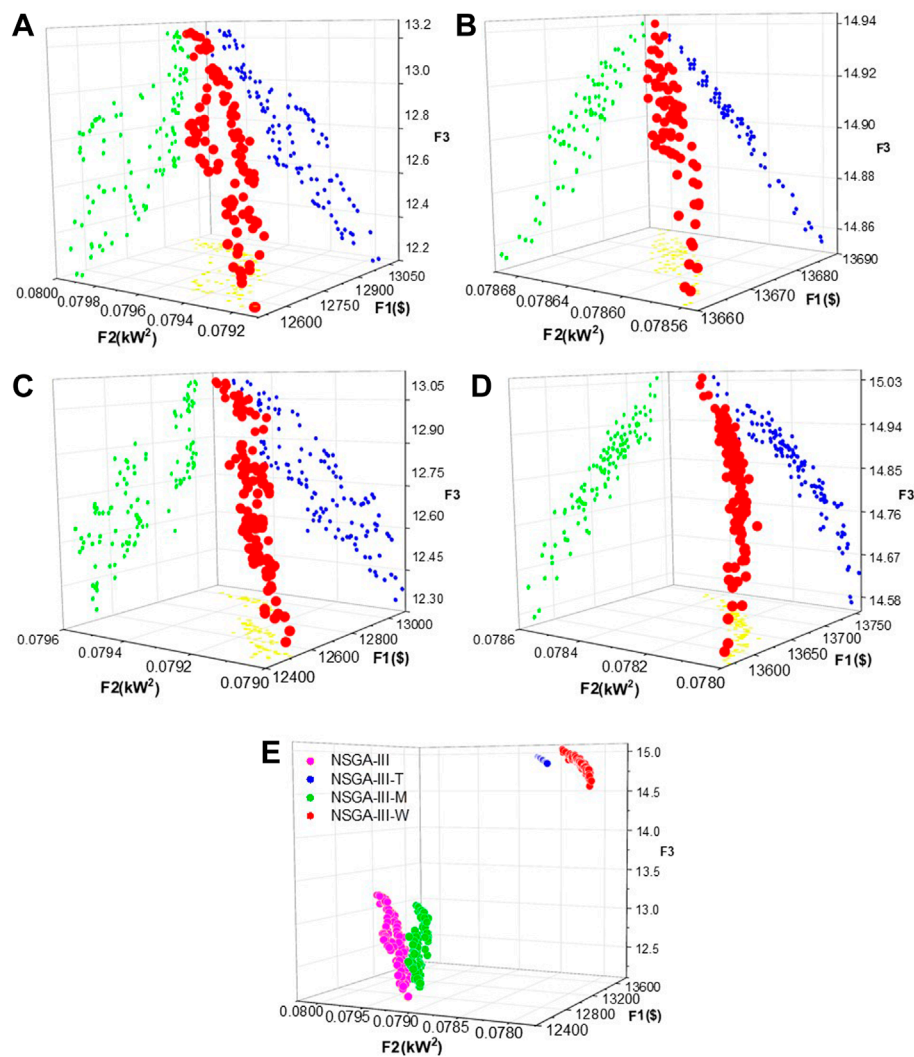 A
13.2
13.0
12.8
12.6
12.4
12.2
F3
0.0800
0.0798
0.0796
0.0794
0.0792
F2(kW²)
12600
12750
12900
13050
F1($)
B
14.94
14.92
14.90
14.88
14.86
F3
0.07868
0.07864
0.07860
0.07856
F2(kW²)
13660
13670
13680
13690
F1($)
C
13.05
12.90
12.75
12.60
12.45
12.30
F3
0.0796
0.0794
0.0792
0.0790
F2(kW²)
12400
12600
12800
13000
F1($)
D
15.03
14.94
14.85
14.76
14.67
14.58
F3
0.0786
0.0784
0.0782
0.0780
F2(kW²)
13600
13650
13700
13750
F1($)
E
NSGA-III
NSGA-III-T
NSGA-III-M
NSGA-III-W
15.0
14.5
14.0
13.5
13.0
12.5
F3
0.0800
0.0795
0.0790
0.0785
0.0780
F2(kW²)
12400
12800
13200
13600
F1($)